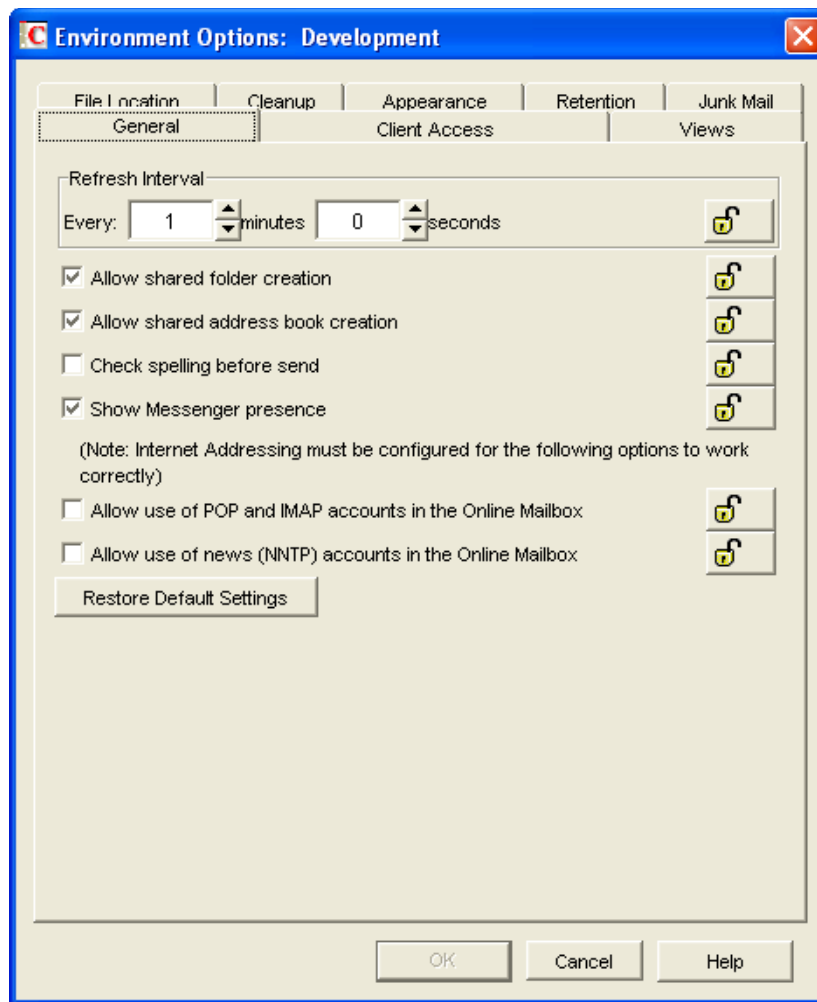 C Environment Options: Development
File Location Cleanup Appearance Retention Junk Mail
General Client Access Views
Refresh Interval
Every: 1 minutes 0 seconds
Allow shared folder creation
Allow shared address book creation
Check spelling before send
Show Messenger presence
(Note: Internet Addressing must be configured for the following options to work
correctly)
Allow use of POP and IMAP accounts in the Online Mailbox
Allow use of news (NNTP) accounts in the Online Mailbox
Restore Default Settings
OK Cancel Help